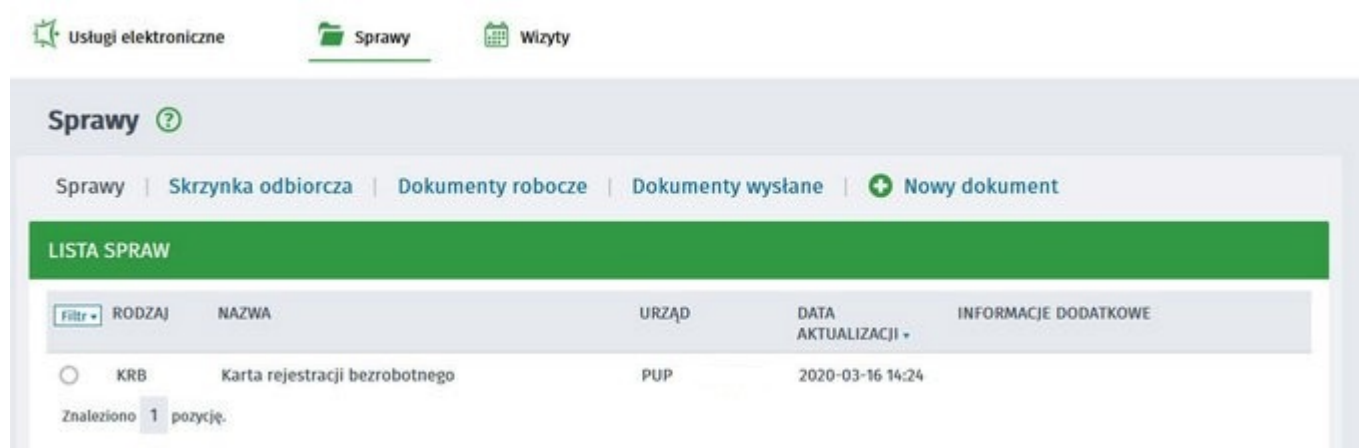 Usługi elektroniczne Sprawy Wizyty
Sprawy ?
Sprawy | Skrzynka odbiorcza | Dokumenty robocze | Dokumenty wysłane | Nowy dokument
LISTA SPRAW
Filtr RODZAJ NAZWA URZĄD DATA INFORMACJE DODATKOWE
AKTUALIZACJI
KRB Karta rejestracji bezrobotnego PUP 2020-03-16 14:24
Znaleziono 1 pozycję.